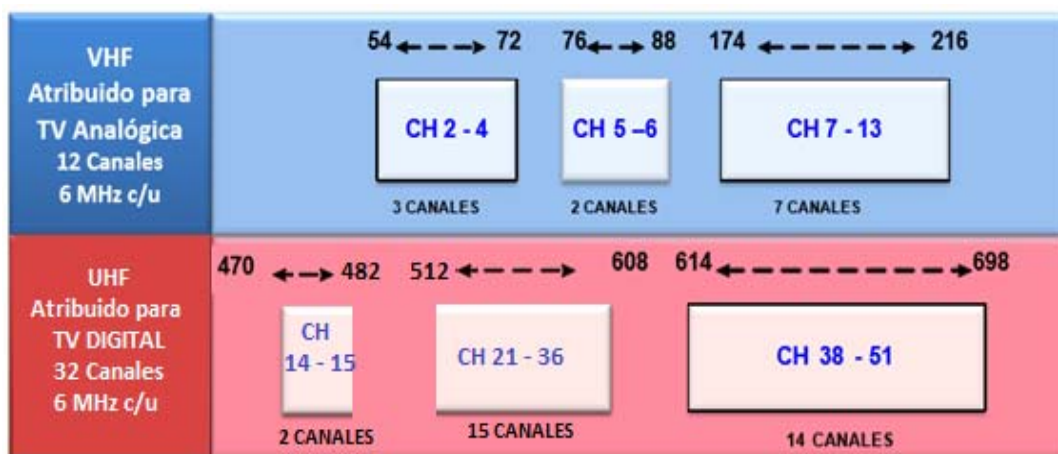 VHF
Atribuido para
TV Analógica
12 Canales
6 MHz c/u
54 72 76 88 174 216
CH 2 - 4
CH 5 –6
CH 7 - 13
3 CANALES
2 CANALES
7 CANALES
UHF
Atribuido para
TV DIGITAL
32 Canales
6 MHz c/u
470 482 512 608 614 698
CH
14 - 15
CH 21 - 36
CH 38 - 51
2 CANALES
15 CANALES
14 CANALES